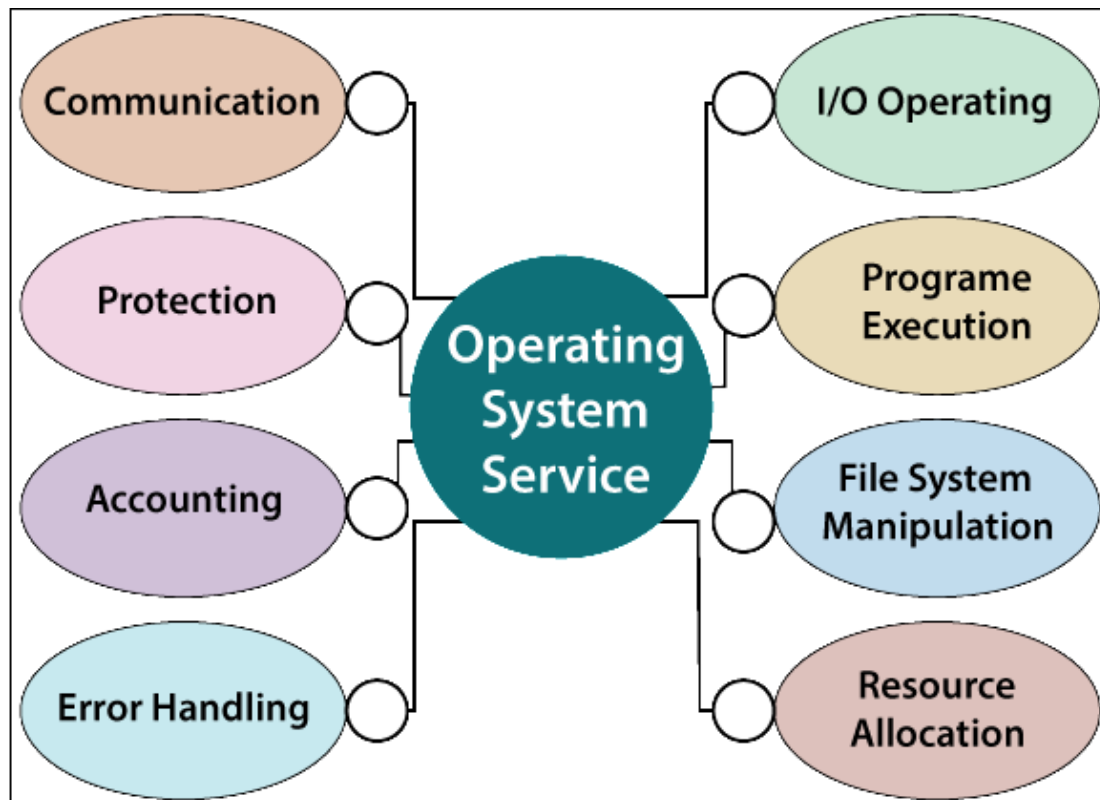 Communication
I/O Operating
Protection
Programe
Execution
Operating
System
Service
Accounting
File System
Manipulation
Error Handling
Resource
Allocation